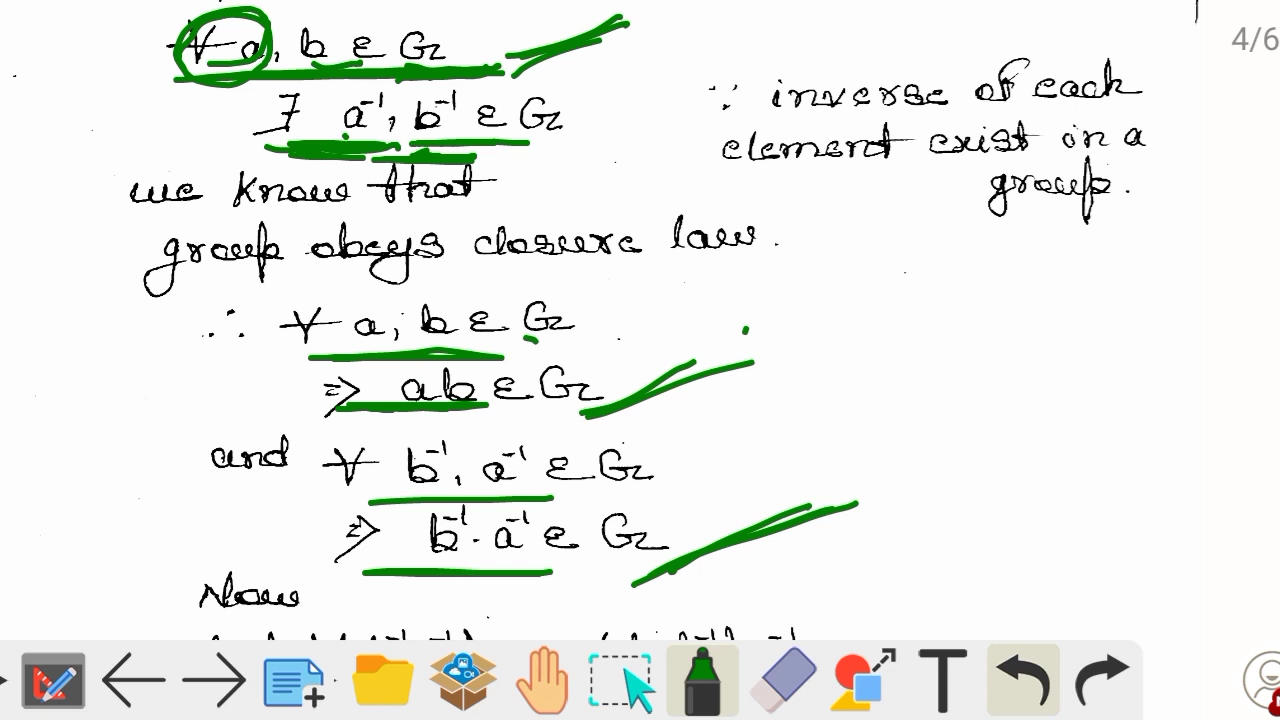 ∀ a, b ε G
∃ a⁻¹, b⁻¹ ε G
∵ inverse of each
element exist in a
group.
we know that
group obeys closure law.
∴ ∀ a, b ε G
⇒ ab ε G
and ∀ b⁻¹, a⁻¹ ε G
⇒ b⁻¹. a⁻¹ ε G
Now
4/6
T